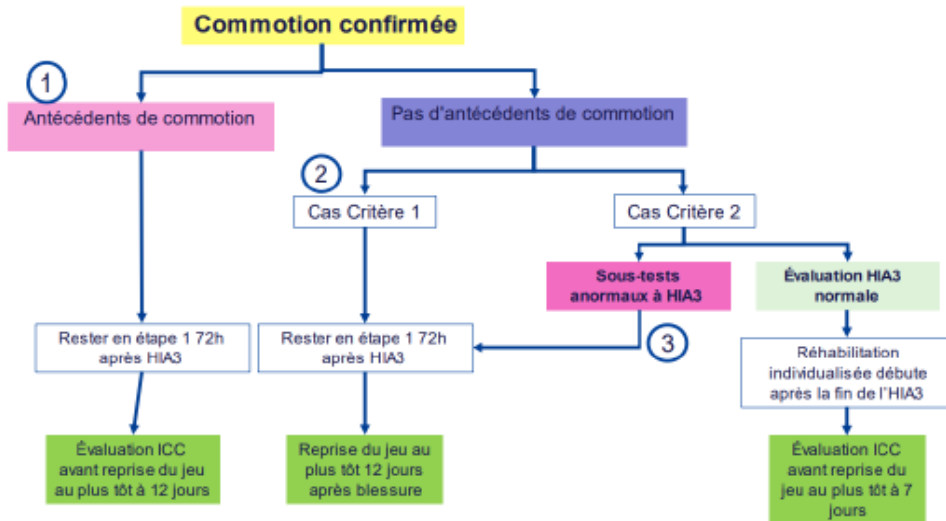 Commotion confirmée
1
Antécédents de commotion
Pas d'antécédents de commotion
2
Cas Critère 1
Cas Critère 2
Sous-tests
anormaux à HIA3
Évaluation HIA3
normale
3
Rester en étape 1 72h
après HIA3
Rester en étape 1 72h
après HIA3
Réhabilitation
individualisée débute
après la fin de l'HIA3
Évaluation ICC
avant reprise du jeu
au plus tôt à 12 jours
Reprise du jeu au
plus tôt 12 jours
après blessure
Évaluation ICC
avant reprise du
jeu au plus tôt à 7
jours